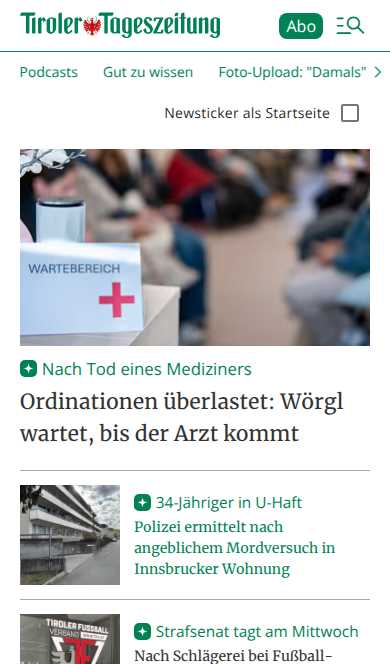 Tiroler Tageszeitung
Abo
Podcasts Gut zu wissen Foto-Upload: "Damals"
Newsticker als Startseite
WARTEBEREICH
Nach Tod eines Mediziners
Ordinationen überlastet: Wörgl
wartet, bis der Arzt kommt
34-Jähriger in U-Haft
Polizei ermittelt nach
angeblichem Mordversuch in
Innsbrucker Wohnung
TIROLER FUSSBALL
VERBAND
Strafsenat tagt am Mittwoch
Nach Schlägerei bei Fußball-